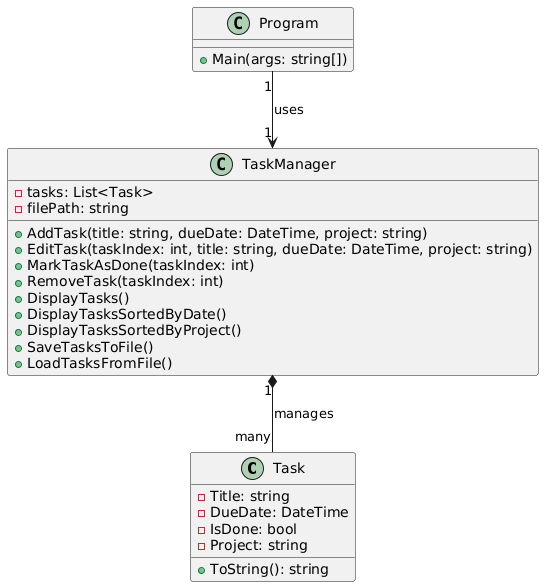 C Program
Main(args: string[])
1
uses
1
C TaskManager
tasks: List<Task>
filePath: string
AddTask(title: string, dueDate: DateTime, project: string)
EditTask(taskIndex: int, title: string, dueDate: DateTime, project: string)
MarkTaskAsDone(taskIndex: int)
RemoveTask(taskIndex: int)
DisplayTasks()
DisplayTasksSortedByDate()
DisplayTasksSortedByProject()
SaveTasksToFile()
LoadTasksFromFile()
1
manages
many
C Task
Title: string
DueDate: DateTime
IsDone: bool
Project: string
ToString(): string